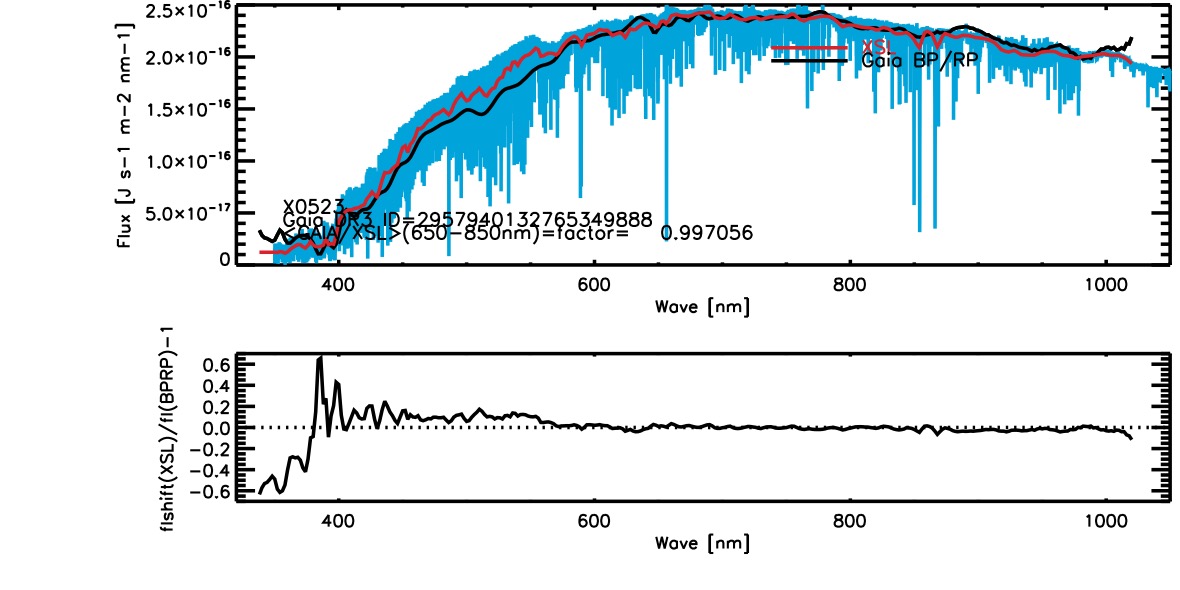 2.5×10−16
2.0×10−16
1.5×10−16
1.0×10−16
5.0×10−17
0
Flux [J s−1 m−2 nm−1]
XSL
Gaia BP/RP
X0523
Gaia DR3 ID=2957940132765349888
<GAIA/XSL>(650−850nm)=factor= 0.997056
400 600 800 1000
Wave [nm]
0.6
0.4
0.2
0.0
−0.2
−0.4
−0.6
flshift(XSL)/fl(BPRP)−1
400 600 800 1000
Wave [nm]